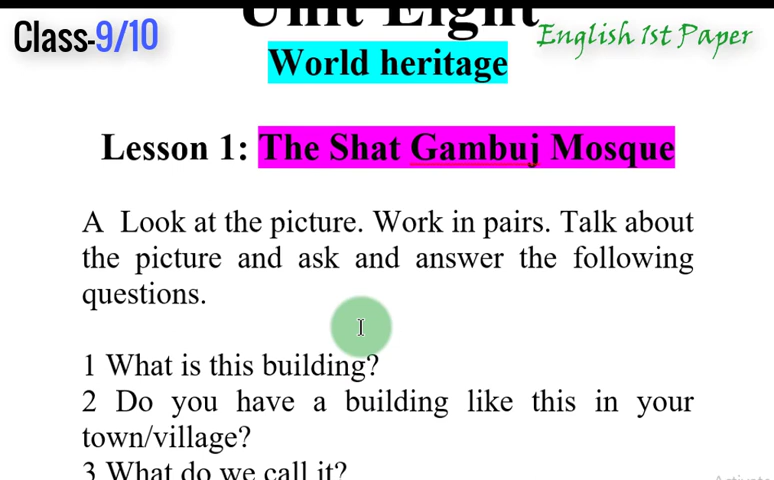 Unit Eight
Class-9/10
English 1st Paper
World heritage
Lesson 1: The Shat Gambuj Mosque
A Look at the picture. Work in pairs. Talk about
the picture and ask and answer the following
questions.
1 What is this building?
2 Do you have a building like this in your
town/village?
3 What do we call it?